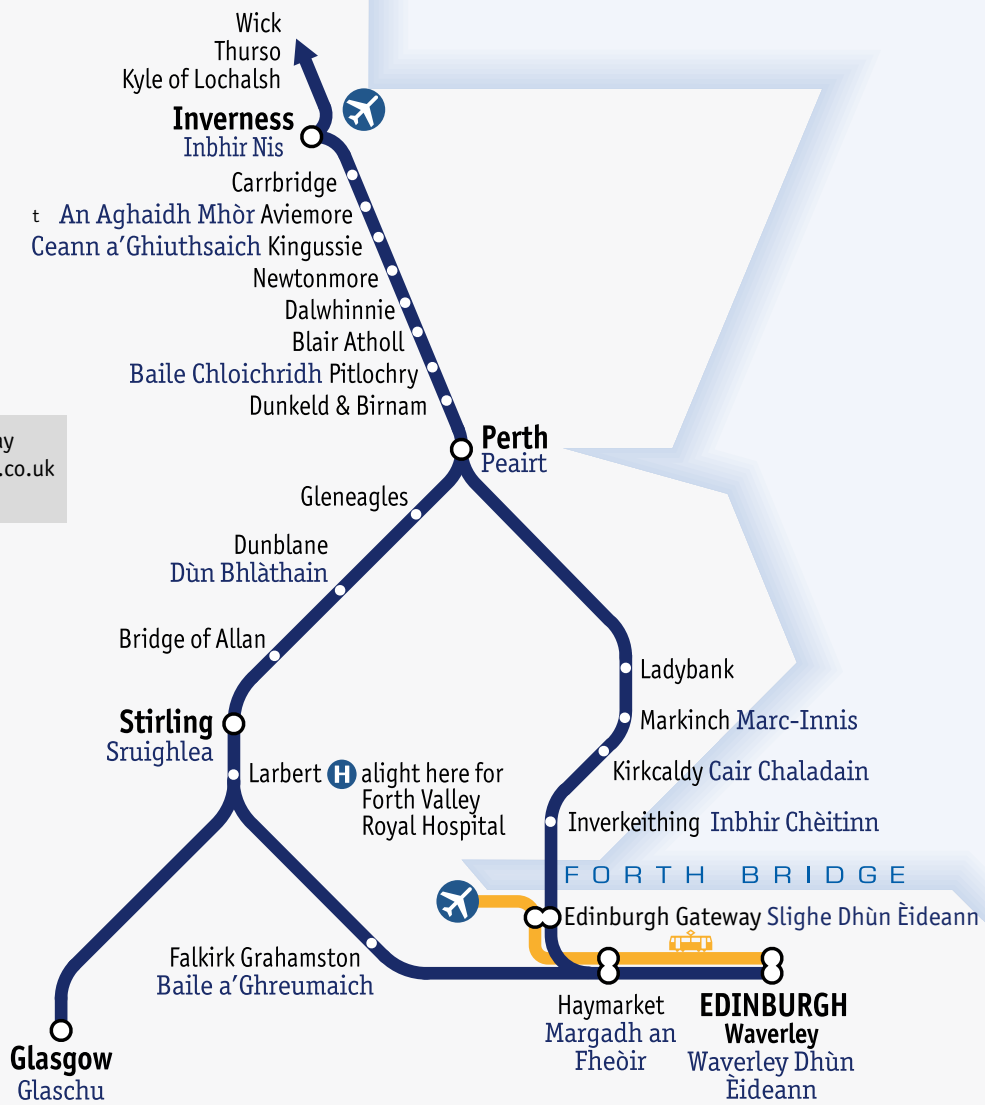 Wick
Thurso
Kyle of Lochalsh
Inverness
Inbhir Nis
Carrbridge
t An Aghaidh Mhòr Aviemore
Ceann a'Ghiuthsaich Kingussie
Newtonmore
Dalwhinnie
Blair Atholl
Baile Chloichridh Pitlochry
Dunkeld & Birnam
ay
.co.uk
Perth
Peairt
Gleneagles
Dunblane
Dùn Bhlàthain
Bridge of Allan
Ladybank
Stirling
Sruighlea
Markinch Marc-Innis
Larbert H alight here for
Forth Valley
Royal Hospital
Kirkcaldy Cair Chaladain
Inverkeithing Inbhir Chèitinn
FORTH BRIDGE
Edinburgh Gateway Slighe Dhùn Èideann
Falkirk Grahamston
Baile a'Ghreumaich
Haymarket
Margadh an
Fheòir
EDINBURGH
Waverley
Waverley Dhùn
Èideann
Glasgow
Glaschu